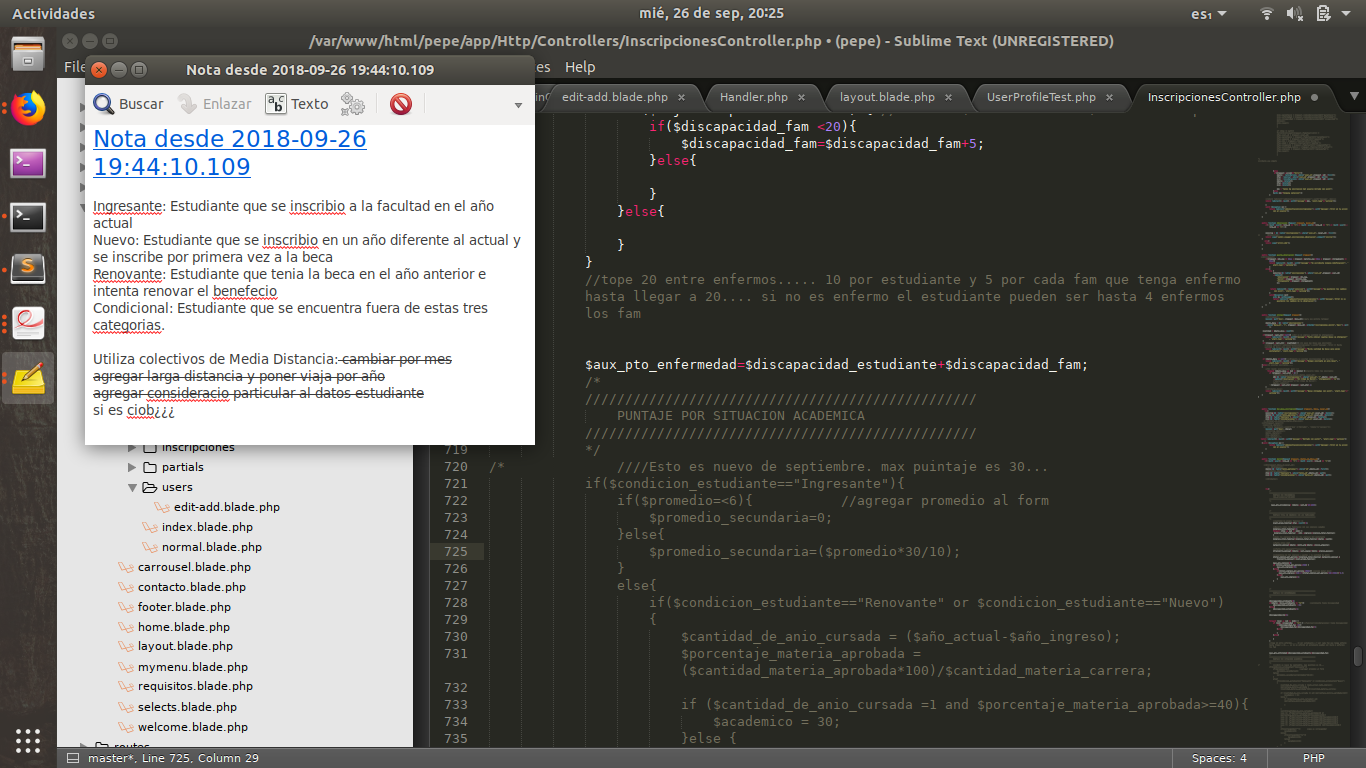 Actividades
mié, 26 de sep, 20:25
es₁
/var/www/html/pepe/app/Http/Controllers/InscripcionesController.php • (pepe) - Sublime Text (UNREGISTERED)
Help
Nota desde 2018-09-26 19:44:10.109
Buscar
Enlazar
Texto
Nota desde 2018-09-26
19:44:10.109
Ingresante: Estudiante que se inscribio a la facultad en el año
actual
Nuevo: Estudiante que se inscribio en un año diferente al actual y
se inscribe por primera vez a la beca
Renovante: Estudiante que tenia la beca en el año anterior e
intenta renovar el benefecio
Condicional: Estudiante que se encuentra fuera de estas tres
categorias.
Utiliza colectivos de Media Distancia: cambiar por mes
agregar larga distancia y poner viaja por año
agregar consideracio particular al datos estudiante
si es ciob¿¿¿
inscripciones
partials
users
edit-add.blade.php
index.blade.php
normal.blade.php
carrousel.blade.php
contacto.blade.php
footer.blade.php
home.blade.php
layout.blade.php
mymenu.blade.php
requisitos.blade.php
selects.blade.php
welcome.blade.php
routes
edit-add.blade.php ×
Handler.php ×
layout.blade.php ×
UserProfileTest.php ×
InscripcionesController.php •
if($discapacidad_fam <20){
$discapacidad_fam=$discapacidad_fam+5;
}else{
}
}else{
}
}
//tope 20 entre enfermos..... 10 por estudiante y 5 por cada fam que tenga enfermo
hasta llegar a 20.... si no es enfermo el estudiante pueden ser hasta 4 enfermos
los fam
$aux_pto_enfermedad=$discapacidad_estudiante+$discapacidad_fam;
/*
/////////////////////////////////////////////////
PUNTAJE POR SITUACION ACADEMICA
/////////////////////////////////////////////////
719 */
720 /* ////Esto es nuevo de septiembre. max puintaje es 30...
721 if($condicion_estudiante=="Ingresante"){
722 if($promedio=<6){ //agregar promedio al form
723 $promedio_secundaria=0;
724 }else{
725 $promedio_secundaria=($promedio*30/10);
726 }
727 else{
728 if($condicion_estudiante=="Renovante" or $condicion_estudiante=="Nuevo")
729 {
730 $cantidad_de_anio_cursada = ($año_actual-$año_ingreso);
731 $porcentaje_materia_aprobada =
($cantidad_materia_aprobada*100)/$cantidad_materia_carrera;
732
733 if ($cantidad_de_anio_cursada =1 and $porcentaje_materia_aprobada>=40){
734 $academico = 30;
735 }else {
master*, Line 725, Column 29
Spaces: 4
PHP